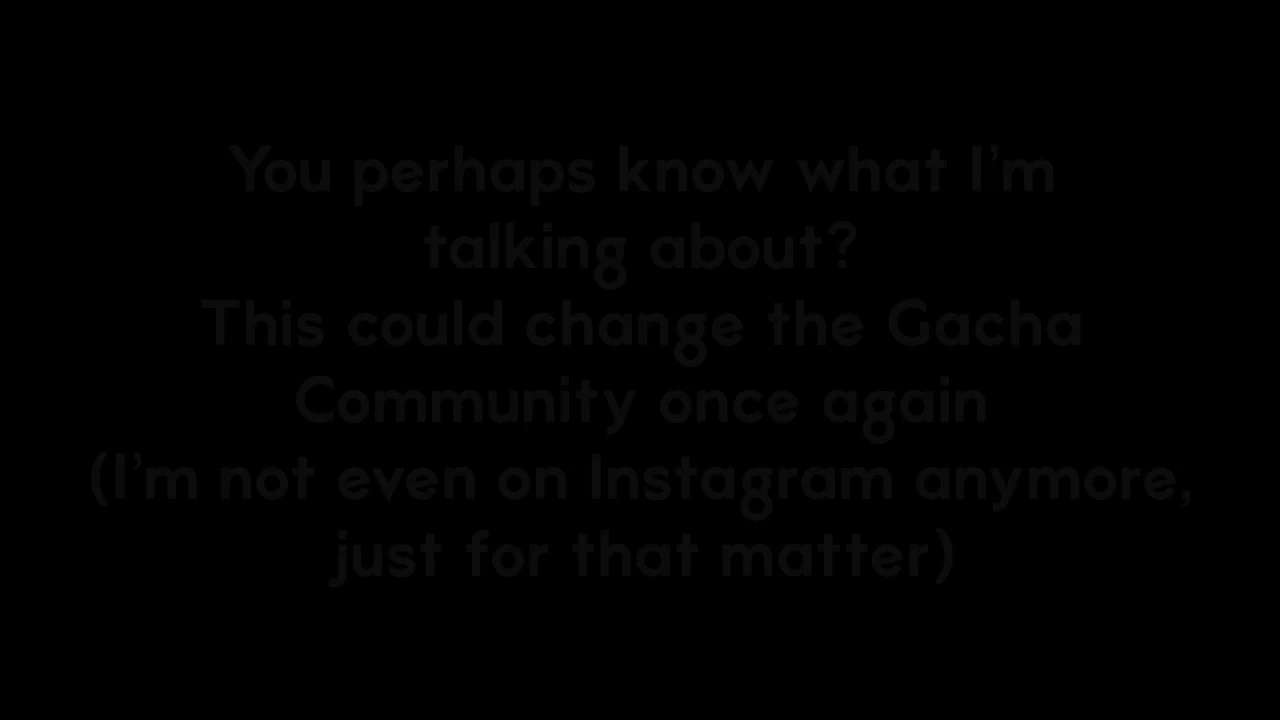 You perhaps know what I'm
talking about?
This could change the Gacha
Community once again
(I'm not even on Instagram anymore,
just for that matter)